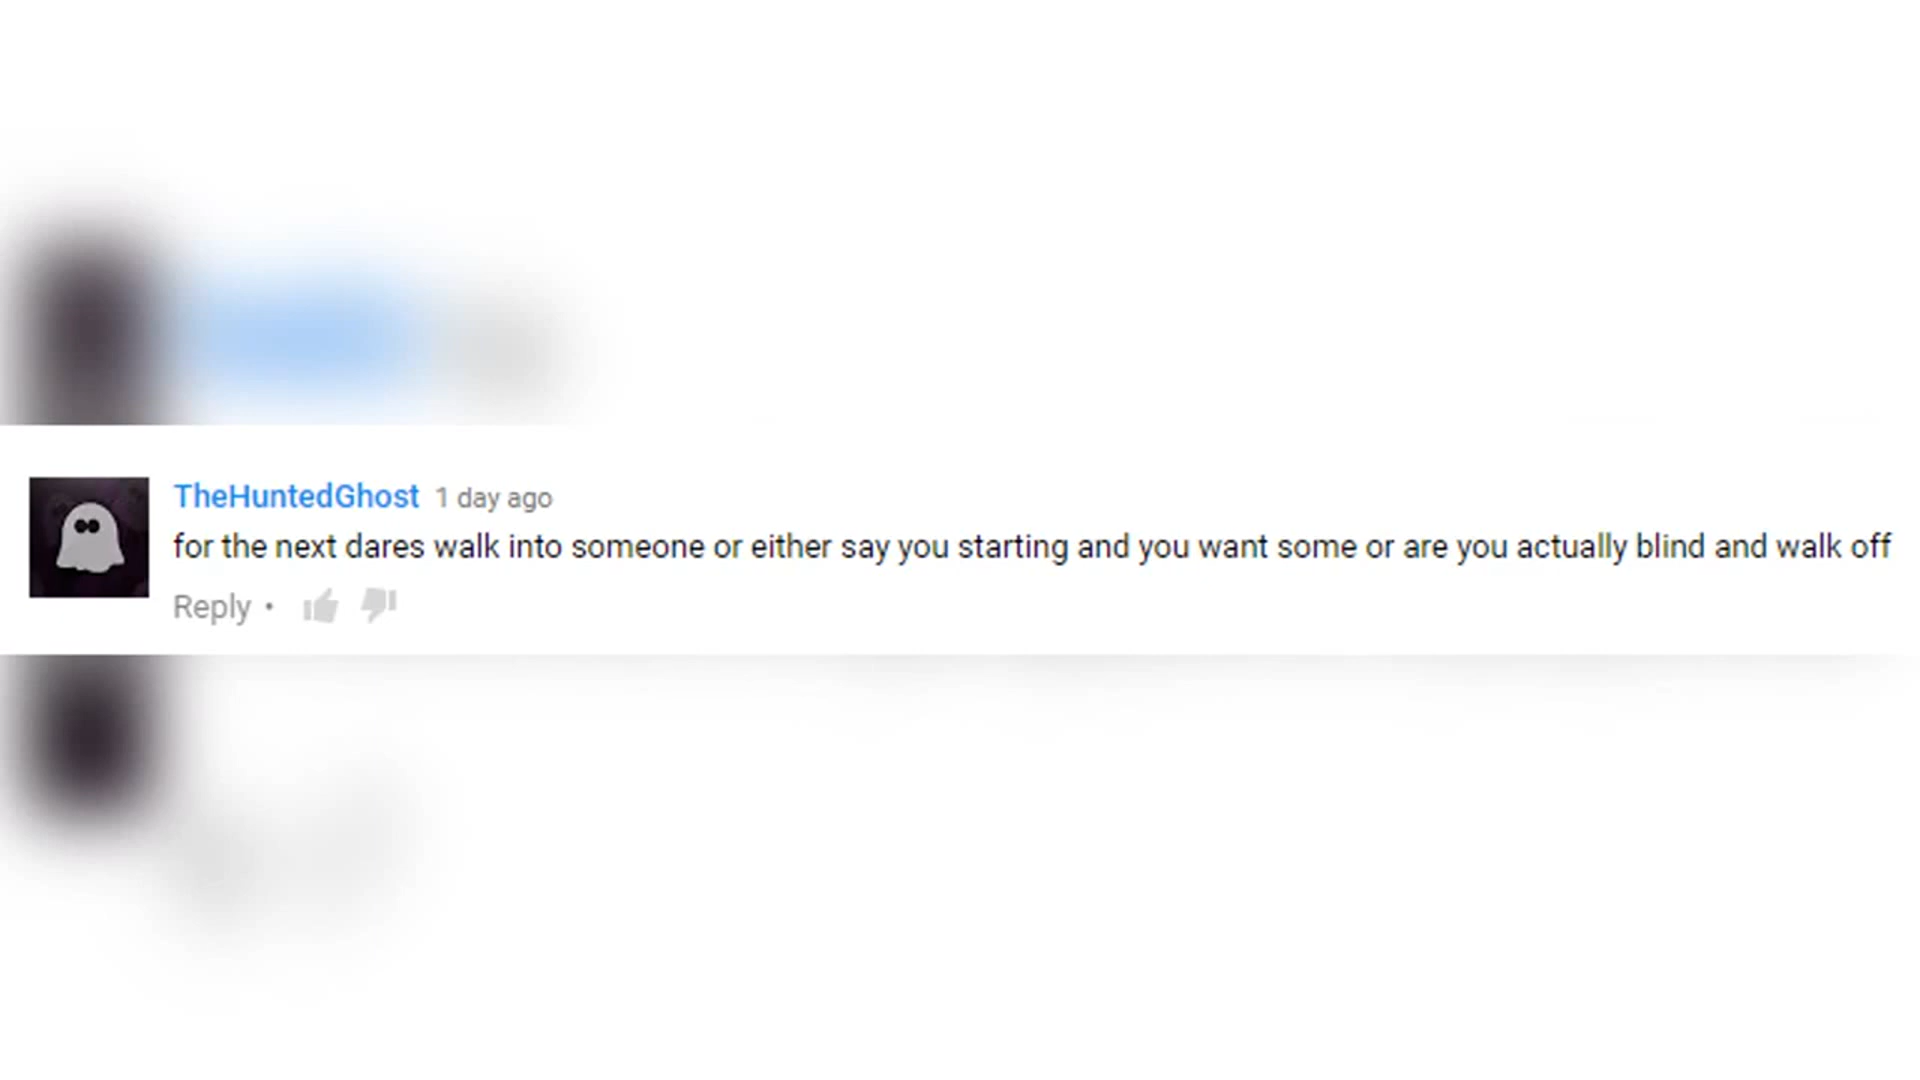 TheHuntedGhost 1 day ago
for the next dares walk into someone or either say you starting and you want some or are you actually blind and walk off
Reply •